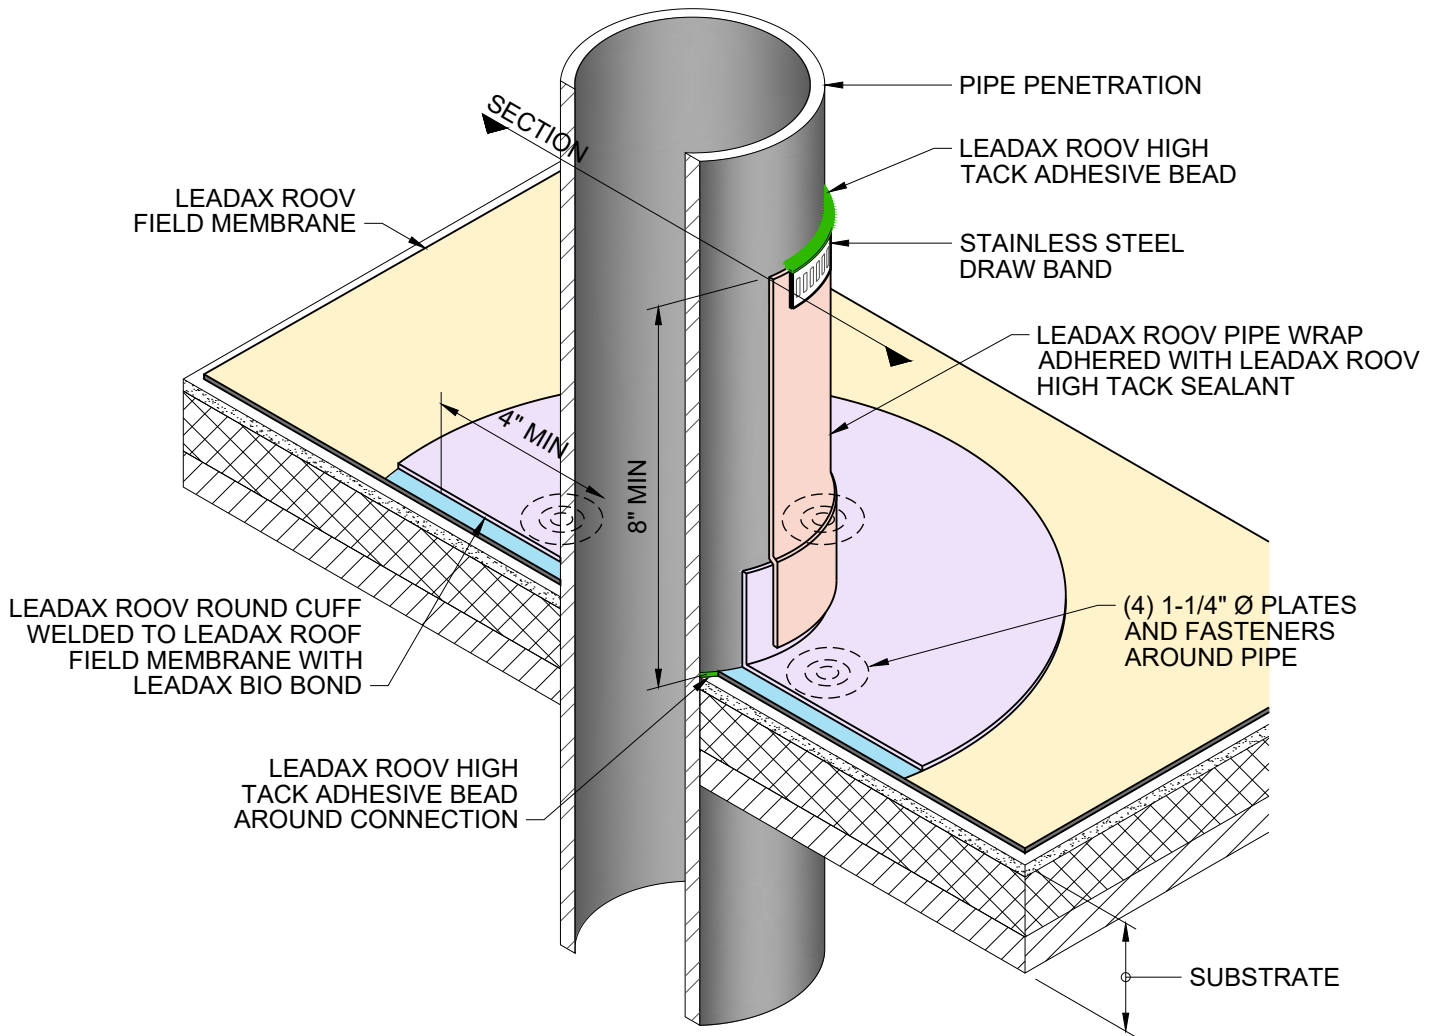 PIPE PENETRATION
SECTION
LEADAX ROOV HIGH
TACK ADHESIVE BEAD
LEADAX ROOV
FIELD MEMBRANE
STAINLESS STEEL
DRAW BAND
LEADAX ROOV PIPE WRAP
ADHERED WITH LEADAX ROOV
HIGH TACK SEALANT
4" MIN
8" MIN
LEADAX ROOV ROUND CUFF
WELDED TO LEADAX ROOF
FIELD MEMBRANE WITH
LEADAX BIO BOND
(4) 1-1/4" Ø PLATES
AND FASTENERS
AROUND PIPE
LEADAX ROOV HIGH
TACK ADHESIVE BEAD
AROUND CONNECTION
SUBSTRATE